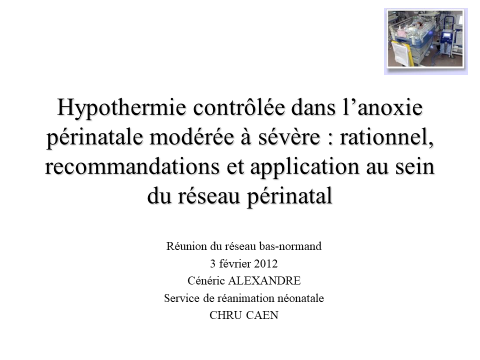 Hypothermie contrôlée dans l’anoxie
périnatale modérée à sévère : rationnel,
recommandations et application au sein
du réseau périnatal
Réunion du réseau bas-normand
3 février 2012
Cénéric ALEXANDRE
Service de réanimation néonatale
CHRU CAEN